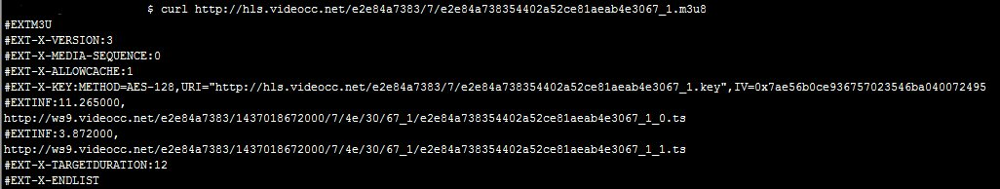 $ curl http://hls.videocc.net/e2e84a7383/7/e2e84a738354402a52ce81aeab4e3067_1.m3u8
#EXTM3U
#EXT-X-VERSION:3
#EXT-X-MEDIA-SEQUENCE:0
#EXT-X-ALLOWCACHE:1
#EXT-X-KEY:METHOD=AES-128,URI="http://hls.videocc.net/e2e84a7383/7/e2e84a738354402a52ce81aeab4e3067_1.key",IV=0x7ae56b0ce936757023546ba040072495
#EXTINF:11.265000,
http://ws9.videocc.net/e2e84a7383/1437018672000/7/4e/30/67_1/e2e84a738354402a52ce81aeab4e3067_1_0.ts
#EXTINF:3.872000,
http://ws9.videocc.net/e2e84a7383/1437018672000/7/4e/30/67_1/e2e84a738354402a52ce81aeab4e3067_1_1.ts
#EXT-X-TARGETDURATION:12
#EXT-X-ENDLIST